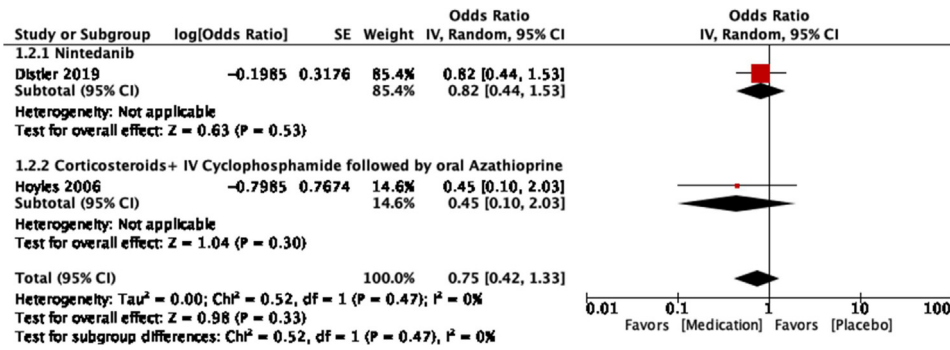 Odds Ratio Odds Ratio
Study or Subgroup log[Odds Ratio] SE Weight IV, Random, 95% CI IV, Random, 95% CI
1.2.1 Nintedanib
Distler 2019 −0.1985 0.3176 85.4% 0.82 [0.44, 1.53]
Subtotal (95% CI) 85.4% 0.82 [0.44, 1.53]
Heterogeneity: Not applicable
Test for overall effect: Z = 0.63 (P = 0.53)
1.2.2 Corticosteroids+ IV Cyclophosphamide followed by oral Azathioprine
Hoyles 2006 −0.7985 0.7674 14.6% 0.45 [0.10, 2.03]
Subtotal (95% CI) 14.6% 0.45 [0.10, 2.03]
Heterogeneity: Not applicable
Test for overall effect: Z = 1.04 (P = 0.30)
Total (95% CI) 100.0% 0.75 [0.42, 1.33]
Heterogeneity: Tau² = 0.00; Chi² = 0.52, df = 1 (P = 0.47); I² = 0%
Test for overall effect: Z = 0.98 (P = 0.33)
Test for subgroup differences: Chi² = 0.52, df = 1 (P = 0.47), I² = 0%
0.01 0.1 1 10 100
Favors [Medication] Favors [Placebo]